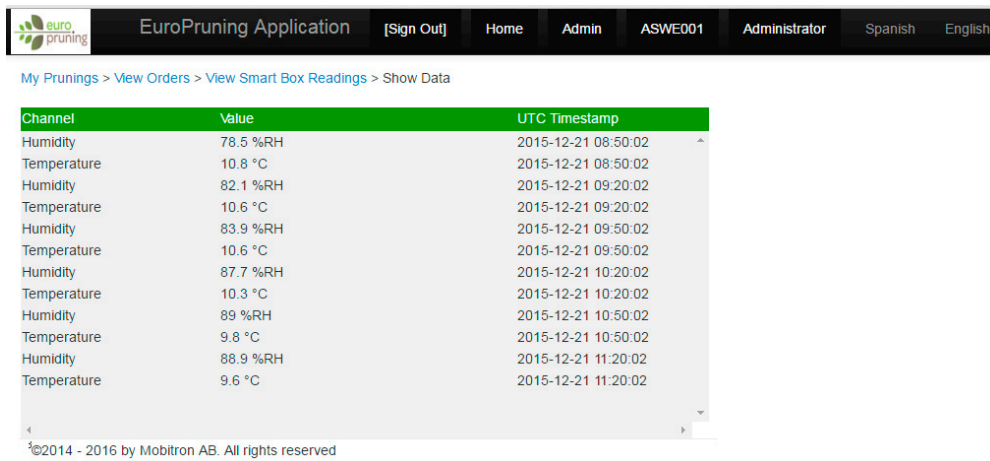 euro pruning EuroPruning Application [Sign Out] Home Admin ASWE001 Administrator Spanish English
My Prunings > View Orders > View Smart Box Readings > Show Data
Channel Value UTC Timestamp
Humidity 78.5 %RH 2015-12-21 08:50:02
Temperature 10.8 °C 2015-12-21 08:50:02
Humidity 82.1 %RH 2015-12-21 09:20:02
Temperature 10.6 °C 2015-12-21 09:20:02
Humidity 83.9 %RH 2015-12-21 09:50:02
Temperature 10.6 °C 2015-12-21 09:50:02
Humidity 87.7 %RH 2015-12-21 10:20:02
Temperature 10.3 °C 2015-12-21 10:20:02
Humidity 89 %RH 2015-12-21 10:50:02
Temperature 9.8 °C 2015-12-21 10:50:02
Humidity 88.9 %RH 2015-12-21 11:20:02
Temperature 9.6 °C 2015-12-21 11:20:02
©2014 - 2016 by Mobitron AB. All rights reserved